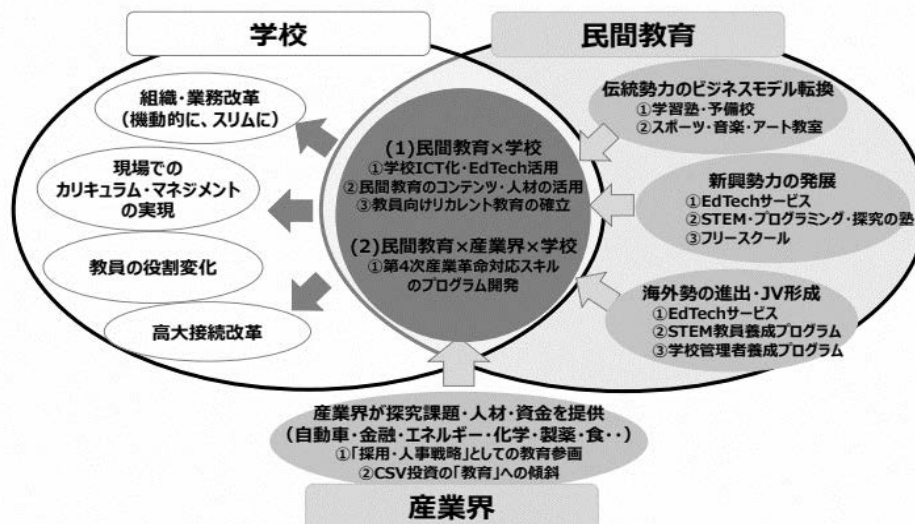 学校
民間教育
組織・業務改革
(機動的に、スリムに)
現場での
カリキュラム・マネジメント
の実現
教員の役割変化
高大接続改革
(1)民間教育×学校
①学校ICT化・EdTech活用
②民間教育のコンテンツ・人材の活用
③教員向けリカレント教育の確立
(2)民間教育×産業界×学校
①第4次産業革命対応スキル
のプログラム開発
伝統勢力のビジネスモデル転換
①学習塾・予備校
②スポーツ・音楽・アート教室
新興勢力の発展
①EdTechサービス
②STEM・プログラミング・探究の塾
③フリースクール
海外勢の進出・JV形成
①EdTechサービス
②STEM教員養成プログラム
③学校管理者養成プログラム
産業界が探究課題・人材・資金を提供
(自動車・金融・エネルギー・化学・製薬・食・・)
①「採用・人事戦略」としての教育参画
②CSV投資の「教育」への傾斜
産業界